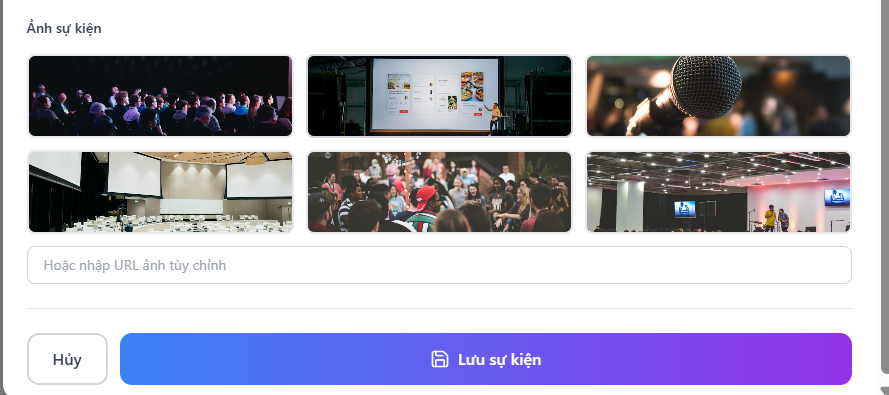 Ảnh sự kiện
Hoặc nhập URL ảnh tùy chỉnh
Hủy
Lưu sự kiện